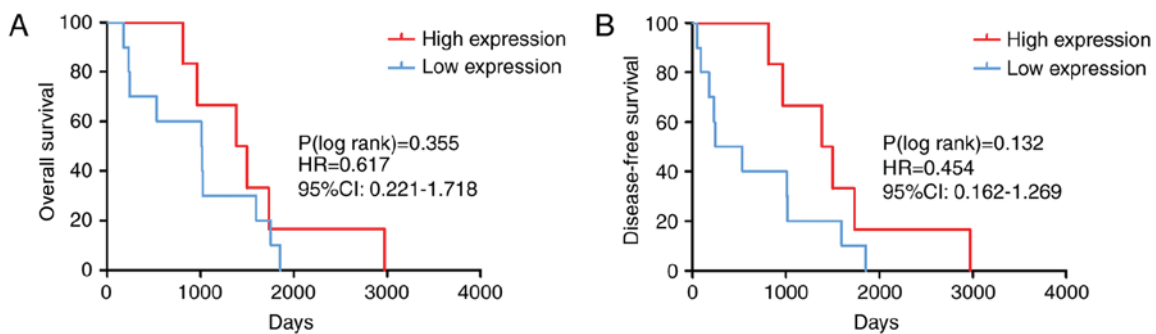 A
Overall survival
100
80
60
40
20
0
0 1000 2000 3000 4000
Days
High expression
Low expression
P(log rank)=0.355
HR=0.617
95%CI: 0.221-1.718
B
Disease-free survival
100
80
60
40
20
0
0 1000 2000 3000 4000
Days
High expression
Low expression
P(log rank)=0.132
HR=0.454
95%CI: 0.162-1.269